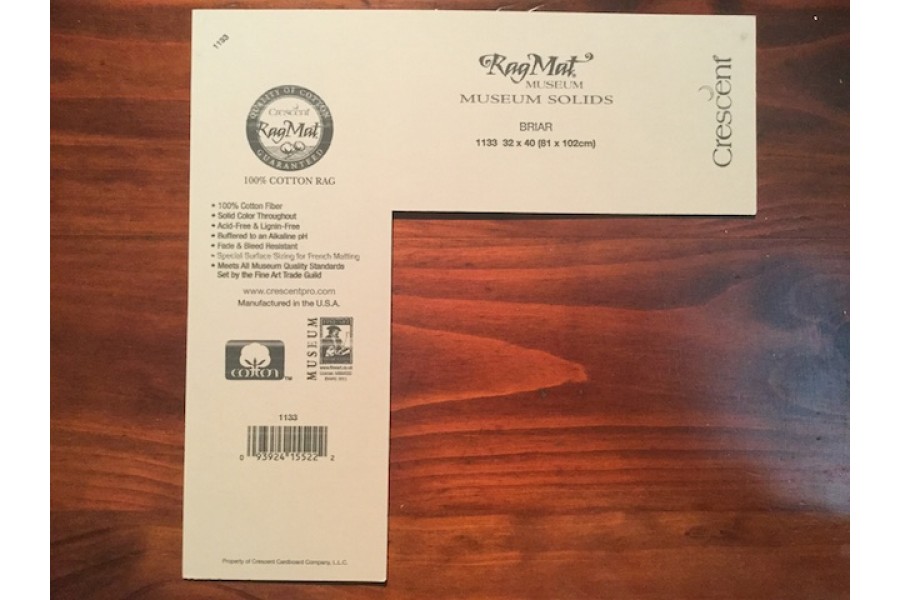 1133
RagMat®
MUSEUM
MUSEUM SOLIDS
BRIAR
1133 32 x 40 (81 x 102cm)
Crescent
QUALITY OF COTTON
Crescent
RagMat
GUARANTEED
100% COTTON RAG
• 100% Cotton Fiber
• Solid Color Throughout
• Acid-Free & Lignin-Free
• Buffered to an Alkaline pH
• Fade & Bleed Resistant
• Special Surface Sizing for French Matting
• Meets All Museum Quality Standards
Set by the Fine Art Trade Guild
www.crescentpro.com
Manufactured in the U.S.A.
cotton™
MUSEUM
1133
0 93924 15522 2
Property of Crescent Cardboard Company, L.L.C.